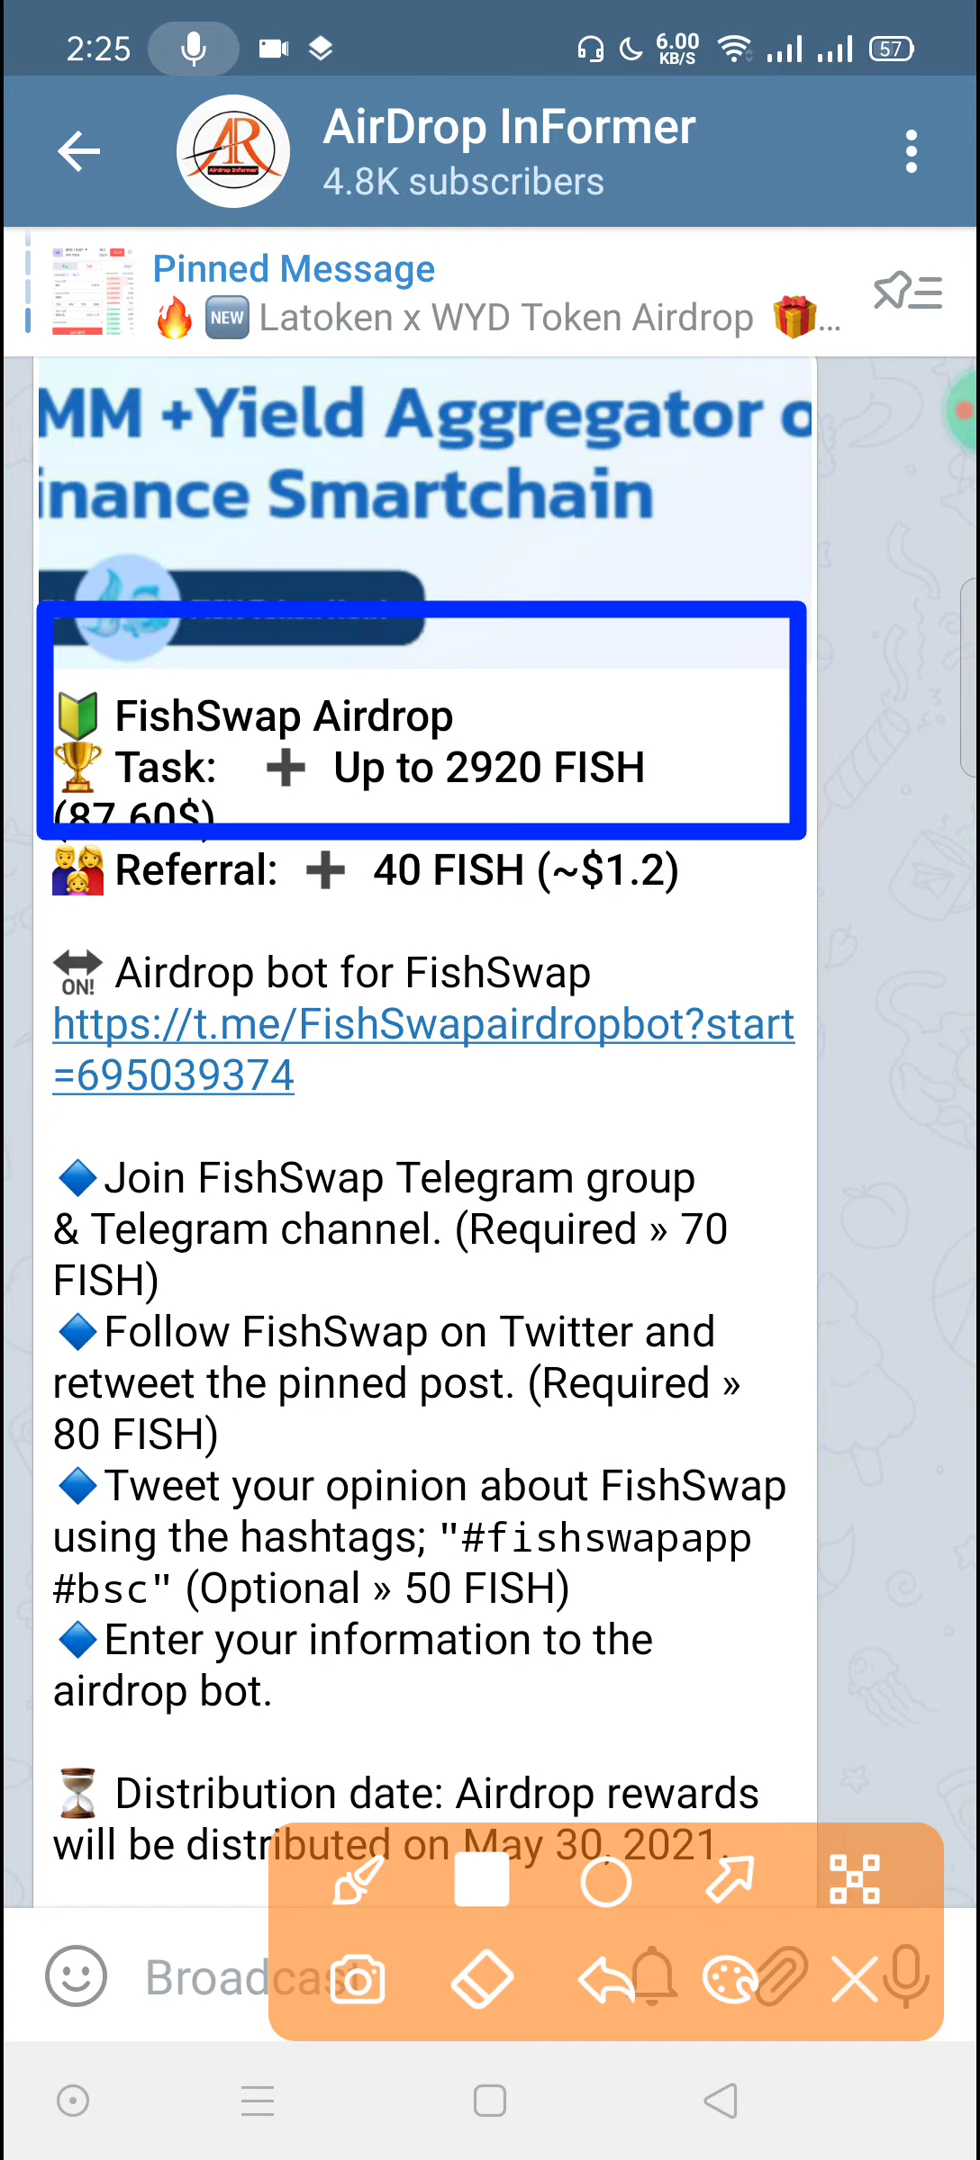 2:25
6.00
KB/S
57
AirDrop InFormer
4.8K subscribers
AR
Airdrop Informer
Pinned Message
🔥 🆕 Latoken x WYD Token Airdrop 🎁...
MM +Yield Aggregator o
inance Smartchain
🔰 FishSwap Airdrop
🏆 Task: ➕ Up to 2920 FISH
(87.60$)
👨‍👩‍👧 Referral: ➕ 40 FISH (~$1.2)
🔛 Airdrop bot for FishSwap
https://t.me/FishSwapairdropbot?start
=695039374
🔷Join FishSwap Telegram group
& Telegram channel. (Required » 70
FISH)
🔷Follow FishSwap on Twitter and
retweet the pinned post. (Required »
80 FISH)
🔷Tweet your opinion about FishSwap
using the hashtags; "#fishswapapp
#bsc" (Optional » 50 FISH)
🔷Enter your information to the
airdrop bot.
⏳ Distribution date: Airdrop rewards
will be distributed on May 30, 2021.
Broadcast